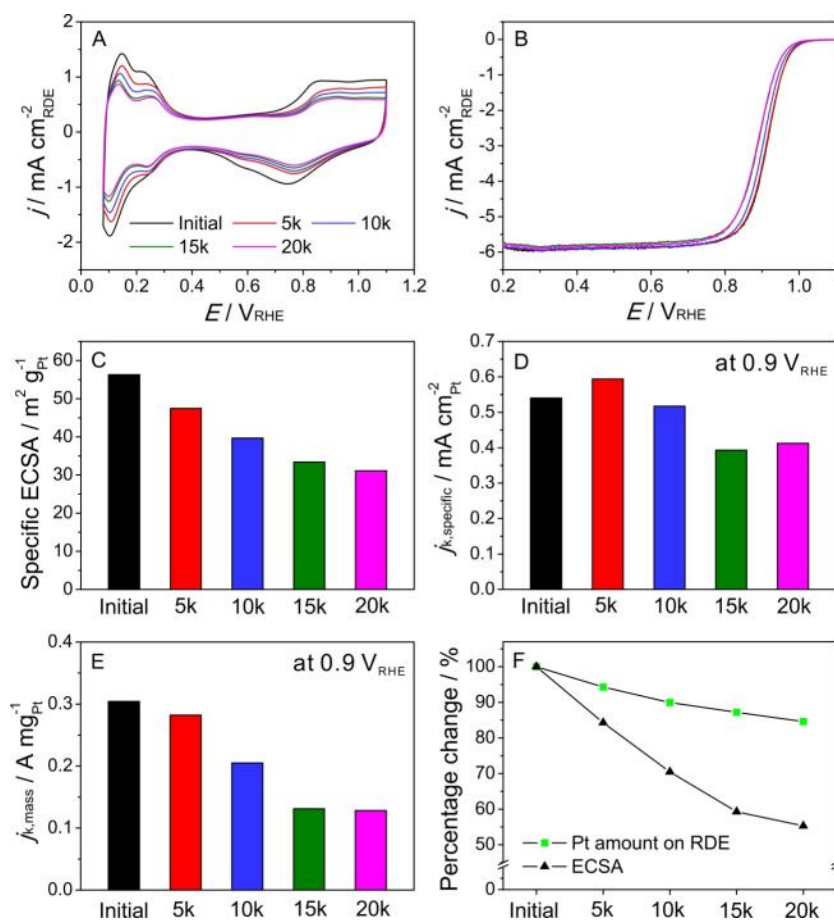 A
2
1
0
-1
-2
j / mA cm-2RDE
Initial 5k 10k
15k 20k
0.0 0.2 0.4 0.6 0.8 1.0 1.2
E / VRHE
B
0
-1
-2
-3
-4
-5
-6
j / mA cm-2RDE
0.2 0.4 0.6 0.8 1.0
E / VRHE
C
60
50
40
30
20
10
0
Specific ECSA / m2 g-1Pt
Initial 5k 10k 15k 20k
D
at 0.9 VRHE
0.7
0.6
0.5
0.4
0.3
0.2
0.1
0.0
jk,specific / mA cm-2Pt
Initial 5k 10k 15k 20k
E
at 0.9 VRHE
0.4
0.3
0.2
0.1
0.0
jk,mass / A mg-1Pt
Initial 5k 10k 15k 20k
F
100
90
80
70
60
50
0
Percentage change / %
Pt amount on RDE
ECSA
Initial 5k 10k 15k 20k